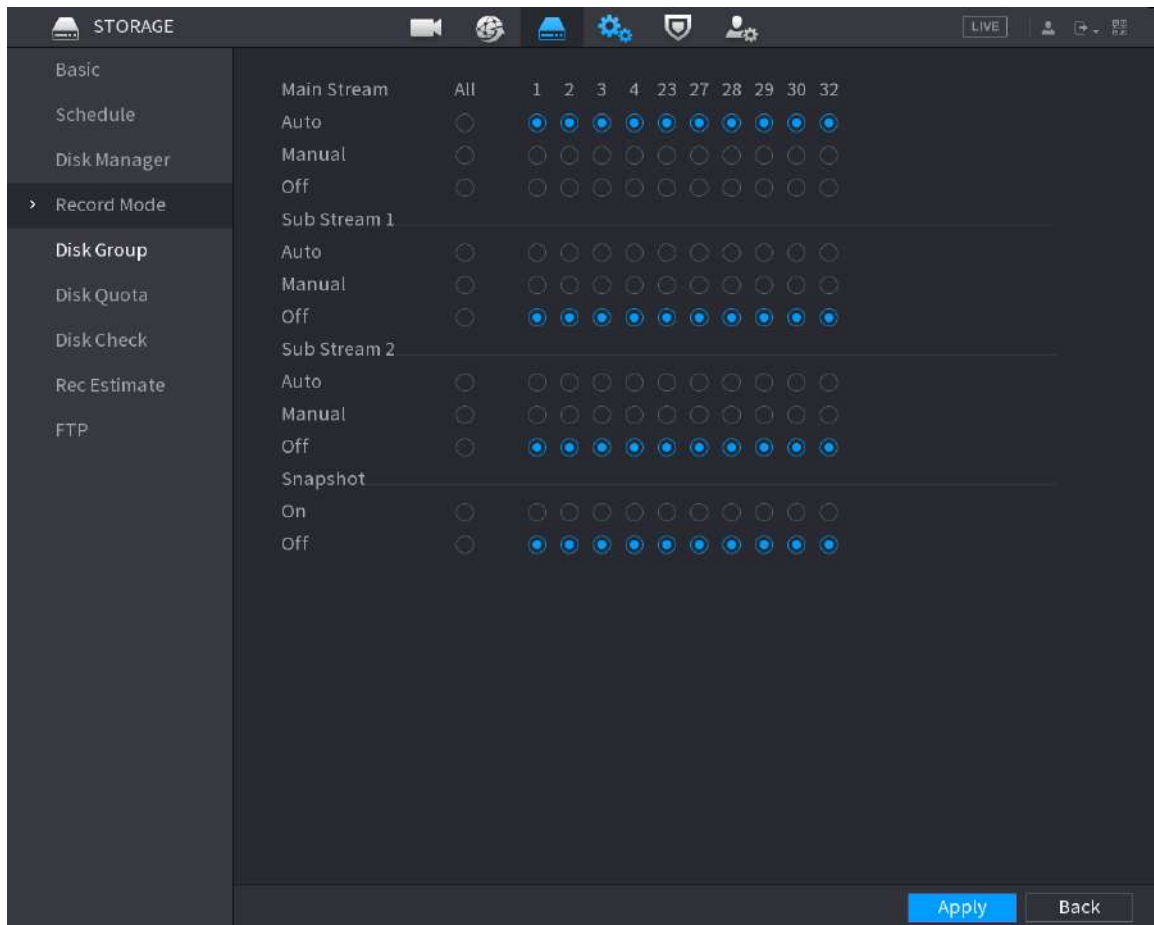 STORAGE LIVE
Basic
Schedule
Disk Manager
Record Mode
Disk Group
Disk Quota
Disk Check
Rec Estimate
FTP
Main Stream All 1 2 3 4 23 27 28 29 30 32
Auto
Manual
Off
Sub Stream 1
Auto
Manual
Off
Sub Stream 2
Auto
Manual
Off
Snapshot
On
Off
Apply Back